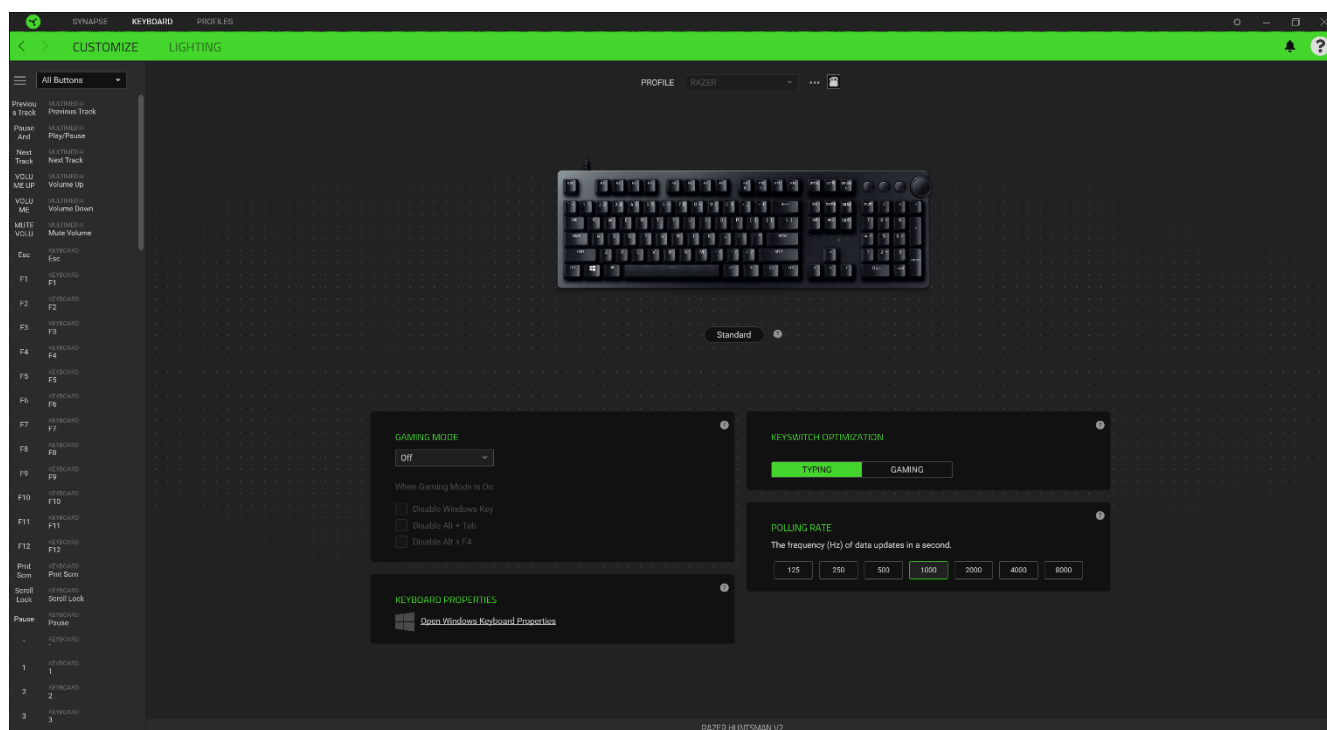 SYNAPSE KEYBOARD PROFILES
CUSTOMIZE LIGHTING
All Buttons
PROFILE RAZER
Previou s Track MULTIMEDIA Previous Track
Pause And MULTIMEDIA Play/Pause
Next Track MULTIMEDIA Next Track
VOLU ME UP MULTIMEDIA Volume Up
VOLU ME MULTIMEDIA Volume Down
MUTE VOLU MULTIMEDIA Mute Volume
Esc KEYBOARD Esc
F1 KEYBOARD F1
F2 KEYBOARD F2
F3 KEYBOARD F3
F4 KEYBOARD F4
F5 KEYBOARD F5
F6 KEYBOARD F6
F7 KEYBOARD F7
F8 KEYBOARD F8
F9 KEYBOARD F9
F10 KEYBOARD F10
F11 KEYBOARD F11
F12 KEYBOARD F12
Prnt Scrn KEYBOARD Prnt Scrn
Scroll Lock KEYBOARD Scroll Lock
Pause KEYBOARD Pause
KEYBOARD
1 KEYBOARD 1
2 KEYBOARD 2
3 KEYBOARD 3
Standard
GAMING MODE
Off
When Gaming Mode is On:
Disable Windows Key
Disable Alt + Tab
Disable Alt + F4
KEYBOARD PROPERTIES
Open Windows Keyboard Properties
KEYSWITCH OPTIMIZATION
TYPING GAMING
POLLING RATE
The frequency (Hz) of data updates in a second.
125 250 500 1000 2000 4000 8000
RAZER HUNTSMAN V2